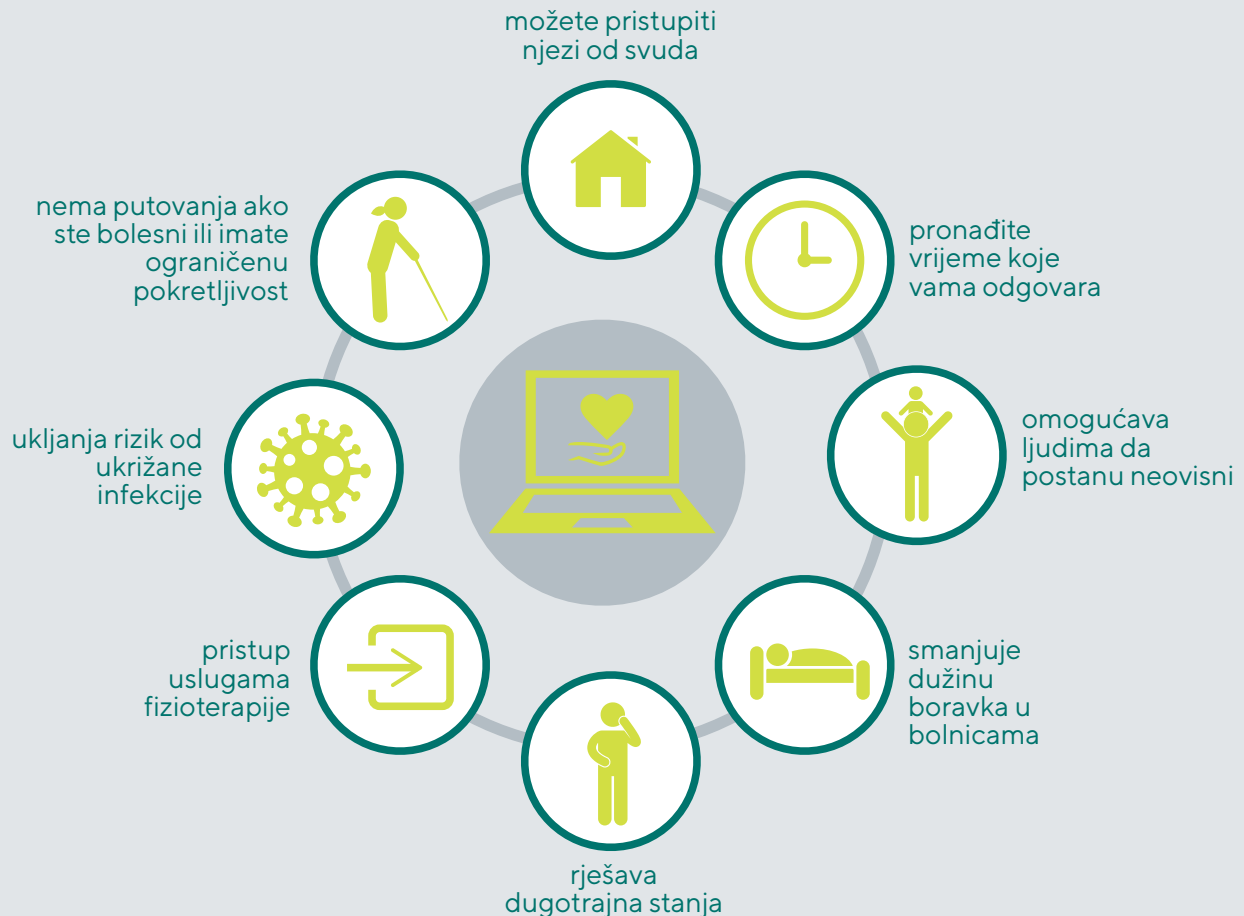 možete pristupiti
njezi od svuda
pronađite
vrijeme koje
vama odgovara
omogućava
ljudima da
postanu neovisni
smanjuje
dužinu
boravka u
bolnicama
rješava
dugotrajna stanja
pristup
uslugama
fizioterapije
ukljanja rizik od
ukrižane
infekcije
nema putovanja ako
ste bolesni ili imate
ograničenu
pokretljivost